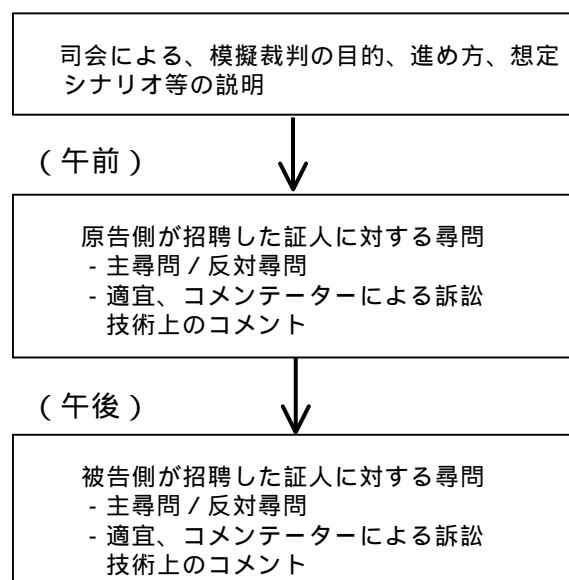 司会による、模擬裁判の目的、進め方、想定
シナリオ等の説明
（午前）
原告側が招聘した証人に対する尋問
- 主尋問／反対尋問
- 適宜、コメンテーターによる訴訟
技術上のコメント
（午後）
被告側が招聘した証人に対する尋問
- 主尋問／反対尋問
- 適宜、コメンテーターによる訴訟
技術上のコメント